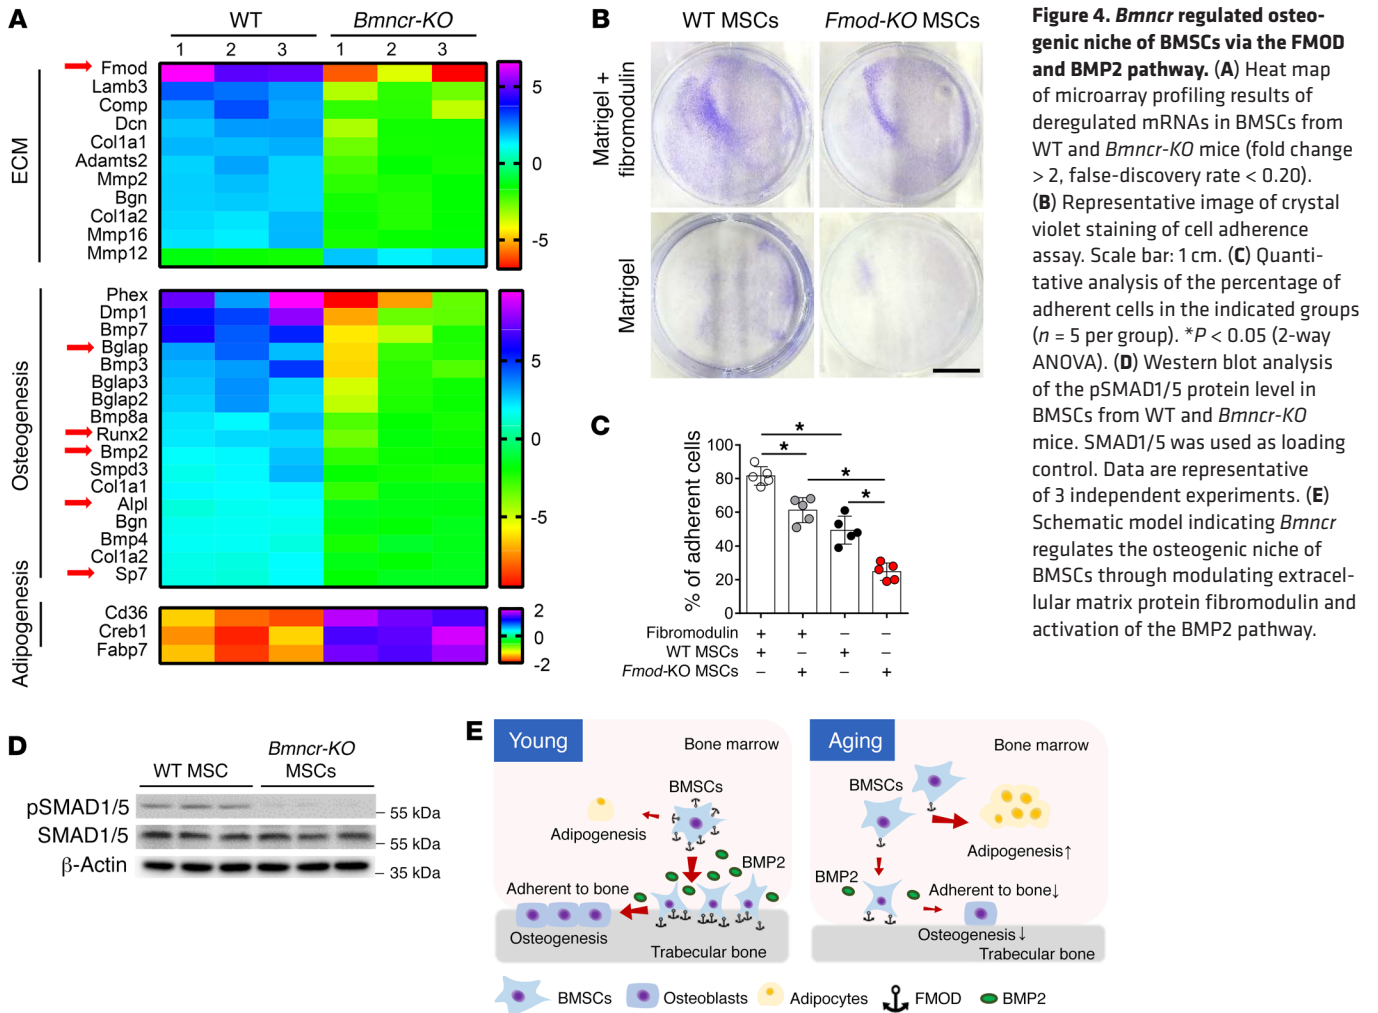 A
WT
Bmncr-KO
1 2 3 1 2 3
ECM
Fmod
Lamb3
Comp
Dcn
Col1a1
Adamts2
Mmp2
Bgn
Col1a2
Mmp16
Mmp12
5
0
-5
Osteogenesis
Phex
Dmp1
Bmp7
Bglap
Bmp3
Bglap3
Bglap2
Bmp8a
Runx2
Bmp2
Smpd3
Col1a1
Alpl
Bgn
Bmp4
Col1a2
Sp7
5
0
-5
Adipogenesis
Cd36
Creb1
Fabp7
2
1
0
-1
-2
B
WT MSCs
Fmod-KO MSCs
Matrigel +
fibromodulin
Matrigel
C
% of adherent cells
100
80
60
40
20
0
* 
*
*
*
Fibromodulin + + – –
WT MSCs + – + –
Fmod-KO MSCs – + – +
Figure 4. Bmncr regulated osteo-
genic niche of BMSCs via the FMOD
and BMP2 pathway. (A) Heat map
of microarray profiling results of
deregulated mRNAs in BMSCs from
WT and Bmncr-KO mice (fold change
> 2, false-discovery rate < 0.20).
(B) Representative image of crystal
violet staining of cell adherence
assay. Scale bar: 1 cm. (C) Quanti-
tative analysis of the percentage of
adherent cells in the indicated groups
(n = 5 per group). *P < 0.05 (2-way
ANOVA). (D) Western blot analysis
of the pSMAD1/5 protein level in
BMSCs from WT and Bmncr-KO
mice. SMAD1/5 was used as loading
control. Data are representative
of 3 independent experiments. (E)
Schematic model indicating Bmncr
regulates the osteogenic niche of
BMSCs through modulating extracel-
lular matrix protein fibromodulin and
activation of the BMP2 pathway.
D
WT MSC
Bmncr-KO
MSCs
pSMAD1/5
– 55 kDa
SMAD1/5
– 55 kDa
β-Actin
– 35 kDa
E
Young
Bone marrow
BMSCs
Adipogenesis
BMP2
Adherent to bone
Osteogenesis
Trabecular bone
Aging
Bone marrow
BMSCs
Adipogenesis↑
BMP2
Adherent to bone↓
Osteogenesis↓
Trabecular bone
BMSCs
Osteoblasts
Adipocytes
FMOD
BMP2